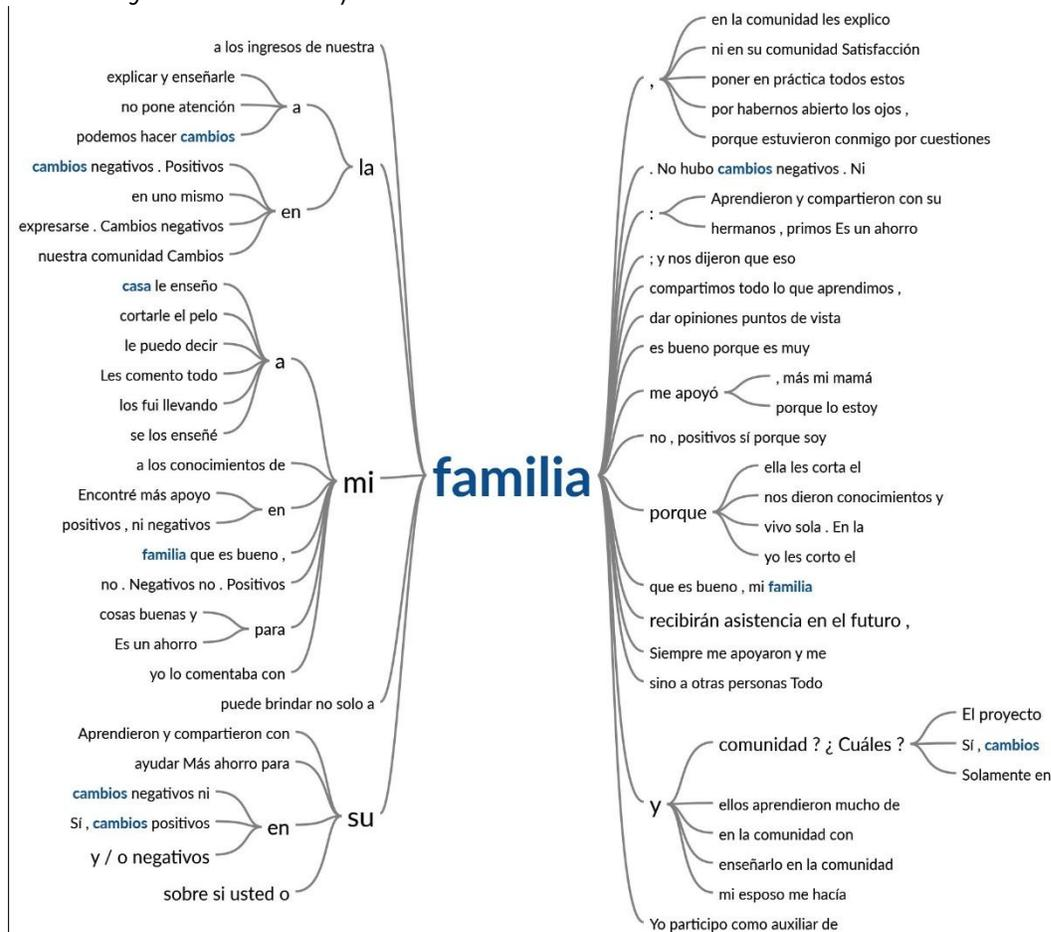 a los ingresos de nuestra
explicar y enseñarle
no pone atención
podemos hacer cambios
a
cambios negativos . Positivos
en uno mismo
expresarse . Cambios negativos
nuestra comunidad Cambios
en
la
casa le enseño
cortarle el pelo
le puedo decir
Les comento todo
los fui llevando
se los enseñé
a
a los conocimientos de
Encontré más apoyo
positivos , ni negativos
en
familia que es bueno ,
no . Negativos no . Positivos
cosas buenas y
Es un ahorro
para
yo lo comentaba con
mi
puede brindar no solo a
Aprendieron y compartieron con
ayudar Más ahorro para
cambios negativos ni
Sí , cambios positivos
y / o negativos
en
sobre si usted o
su
familia
,
en la comunidad les explico
ni en su comunidad Satisfacción
poner en práctica todos estos
por habernos abierto los ojos ,
porque estuvieron conmigo por cuestiones
. No hubo cambios negativos . Ni
:
Aprendieron y compartieron con su
hermanos , primos Es un ahorro
; y nos dijeron que eso
compartimos todo lo que aprendimos ,
dar opiniones puntos de vista
es bueno porque es muy
me apoyó
, más mi mamá
porque lo estoy
no , positivos sí porque soy
porque
ella les corta el
nos dieron conocimientos y
vivo sola . En la
yo les corto el
que es bueno , mi familia
recibirán asistencia en el futuro ,
Siempre me apoyaron y me
sino a otras personas Todo
y
comunidad ? ¿ Cuáles ?
El proyecto
Sí , cambios
Solamente en
ellos aprendieron mucho de
en la comunidad con
enseñarlo en la comunidad
mi esposo me hacía
Yo participo como auxiliar de